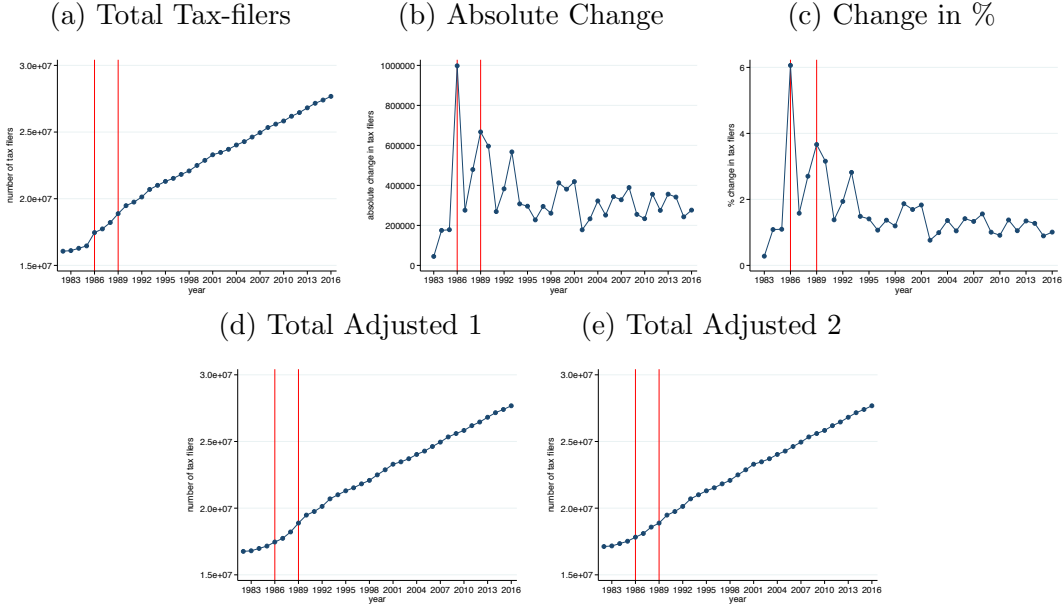 (a) Total Tax-filers
(b) Absolute Change
(c) Change in %
number of tax filers
3.0e+07
2.5e+07
2.0e+07
1.5e+07
1983 1986 1989 1992 1995 1998 2001 2004 2007 2010 2013 2016
year
absolute change in tax filers
1000000
800000
600000
400000
200000
0
1983 1986 1989 1992 1995 1998 2001 2004 2007 2010 2013 2016
year
% change in tax filers
6
4
2
0
1983 1986 1989 1992 1995 1998 2001 2004 2007 2010 2013 2016
year
(d) Total Adjusted 1
(e) Total Adjusted 2
number of tax filers
3.0e+07
2.5e+07
2.0e+07
1.5e+07
1983 1986 1989 1992 1995 1998 2001 2004 2007 2010 2013 2016
year
number of tax filers
3.0e+07
2.5e+07
2.0e+07
1.5e+07
1983 1986 1989 1992 1995 1998 2001 2004 2007 2010 2013 2016
year